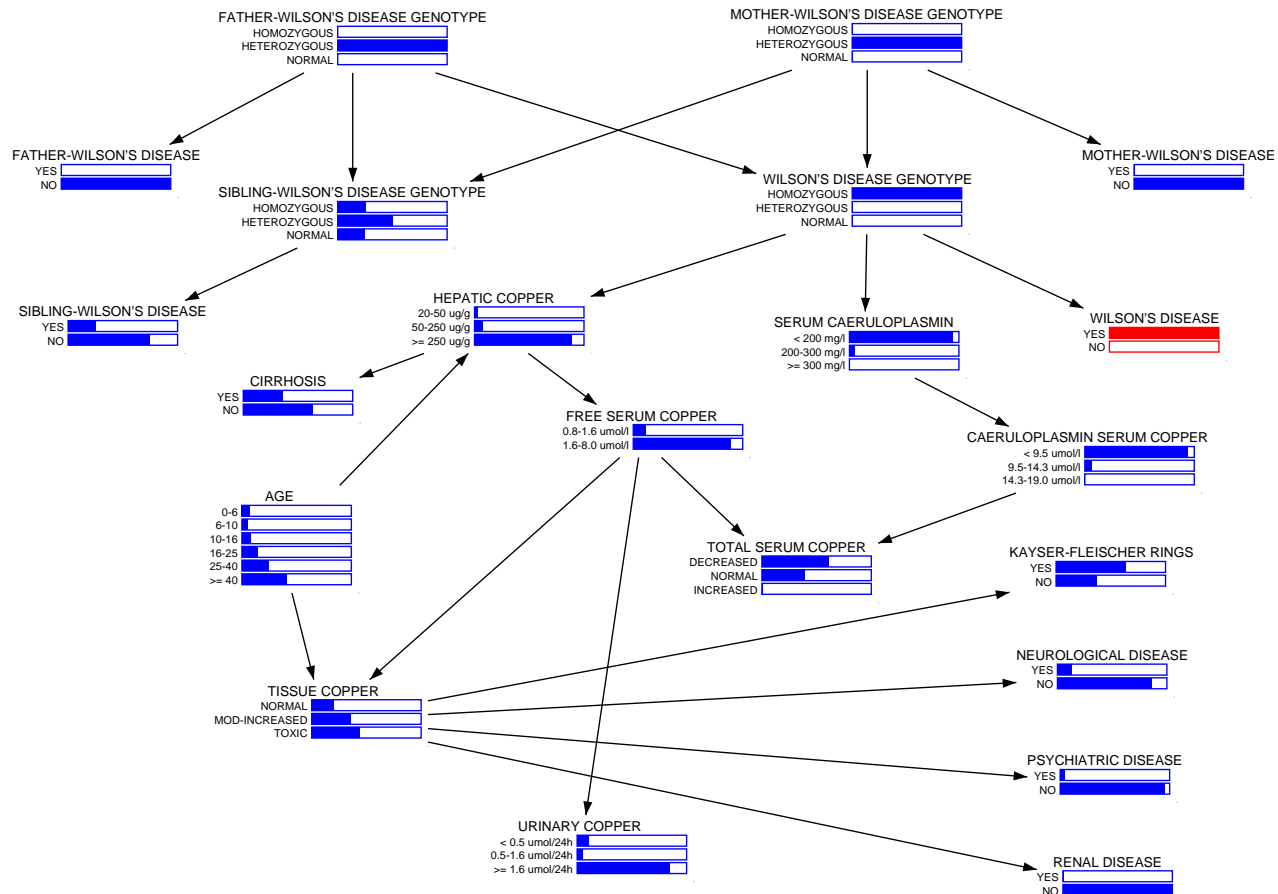 FATHER-WILSON'S DISEASE GENOTYPE
HOMOZYGOUS
HETEROZYGOUS
NORMAL
MOTHER-WILSON'S DISEASE GENOTYPE
HOMOZYGOUS
HETEROZYGOUS
NORMAL
FATHER-WILSON'S DISEASE
YES
NO
MOTHER-WILSON'S DISEASE
YES
NO
SIBLING-WILSON'S DISEASE GENOTYPE
HOMOZYGOUS
HETEROZYGOUS
NORMAL
WILSON'S DISEASE GENOTYPE
HOMOZYGOUS
HETEROZYGOUS
NORMAL
SIBLING-WILSON'S DISEASE
YES
NO
HEPATIC COPPER
20-50 ug/g
50-250 ug/g
>= 250 ug/g
SERUM CAERULOPLASMIN
< 200 mg/l
200-300 mg/l
>= 300 mg/l
WILSON'S DISEASE
YES
NO
CIRRHOSIS
YES
NO
FREE SERUM COPPER
0.8-1.6 umol/l
1.6-8.0 umol/l
CAERULOPLASMIN SERUM COPPER
< 9.5 umol/l
9.5-14.3 umol/l
14.3-19.0 umol/l
AGE
0-6
6-10
10-16
16-25
25-40
>= 40
TOTAL SERUM COPPER
DECREASED
NORMAL
INCREASED
KAYSER-FLEISCHER RINGS
YES
NO
TISSUE COPPER
NORMAL
MOD-INCREASED
TOXIC
NEUROLOGICAL DISEASE
YES
NO
PSYCHIATRIC DISEASE
YES
NO
URINARY COPPER
< 0.5 umol/24h
0.5-1.6 umol/24h
>= 1.6 umol/24h
RENAL DISEASE
YES
NO